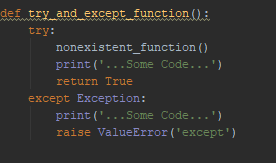 def try_and_except_function():
    try:
        nonexistent_function()
        print('...Some Code...')
        return True
    except Exception:
        print('...Some Code...')
        raise ValueError('except')